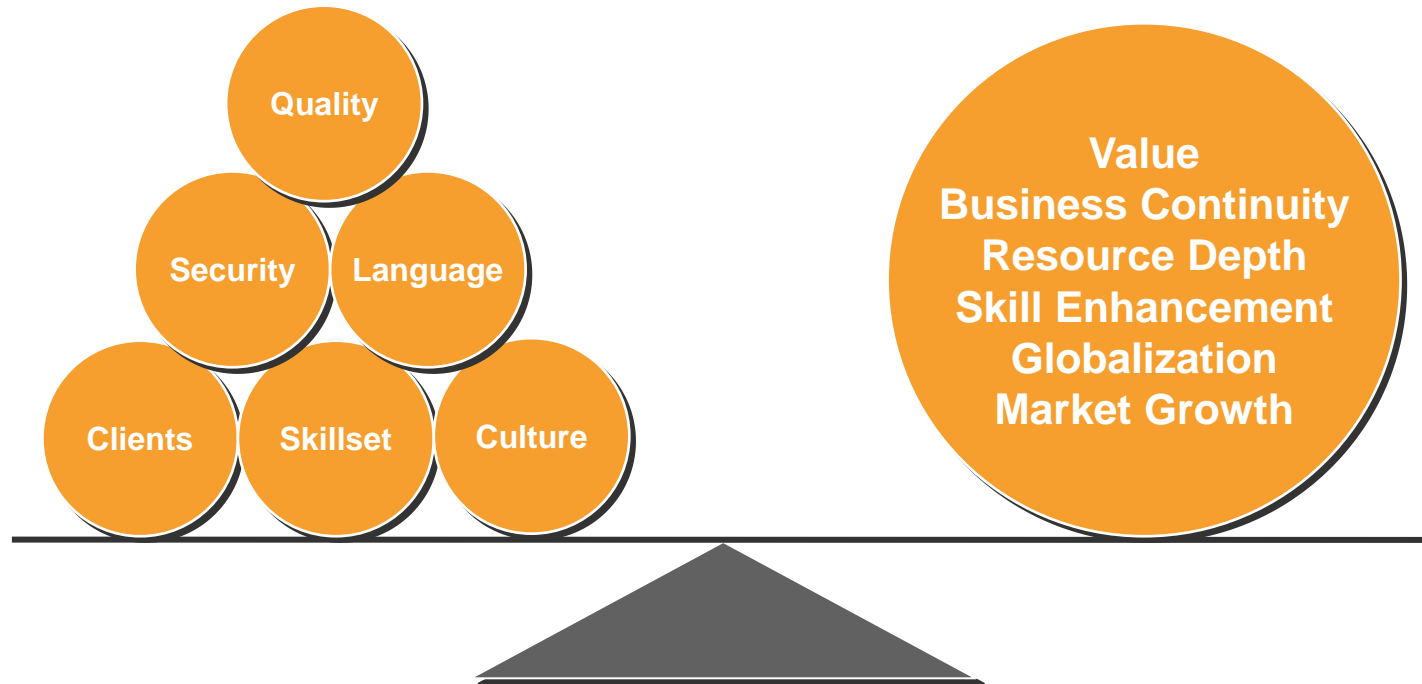 Quality
Security
Language
Clients
Skillset
Culture
Value
Business Continuity
Resource Depth
Skill Enhancement
Globalization
Market Growth